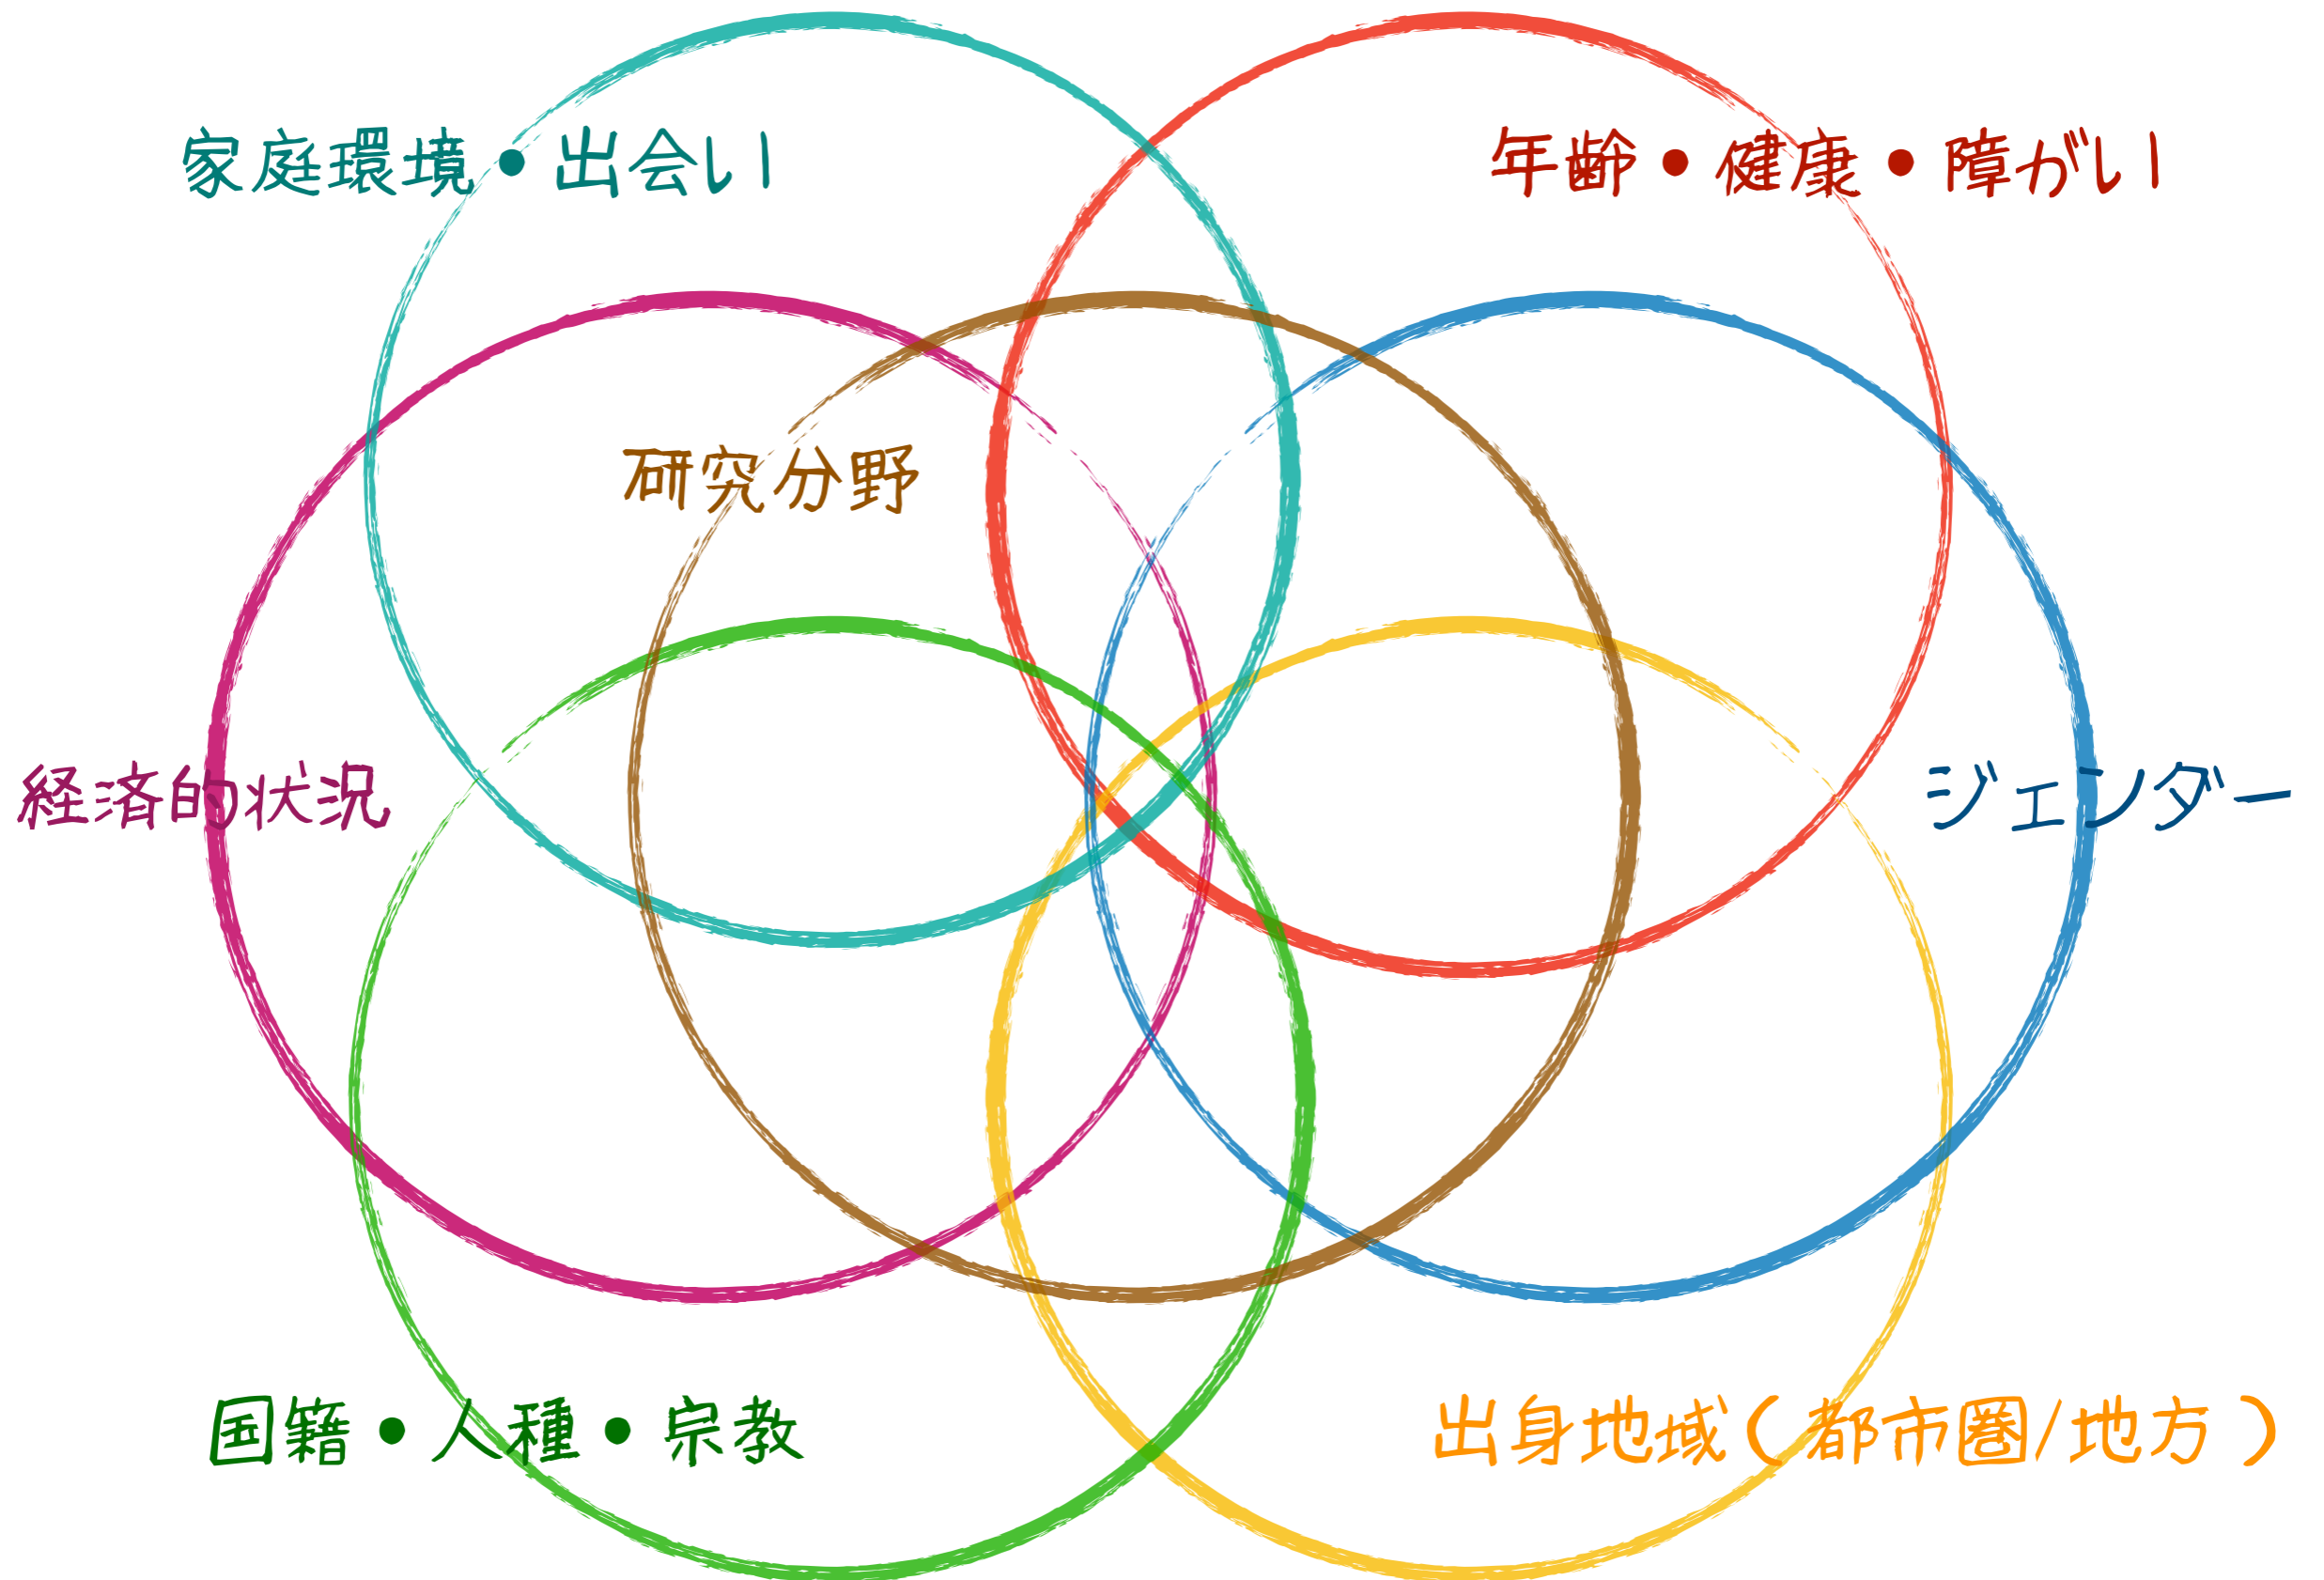 家庭環境・出会い
年齢・健康・障がい
研究分野
経済的状況
ジェンダー
国籍・人種・宗教
出身地域(都市圏/地方)